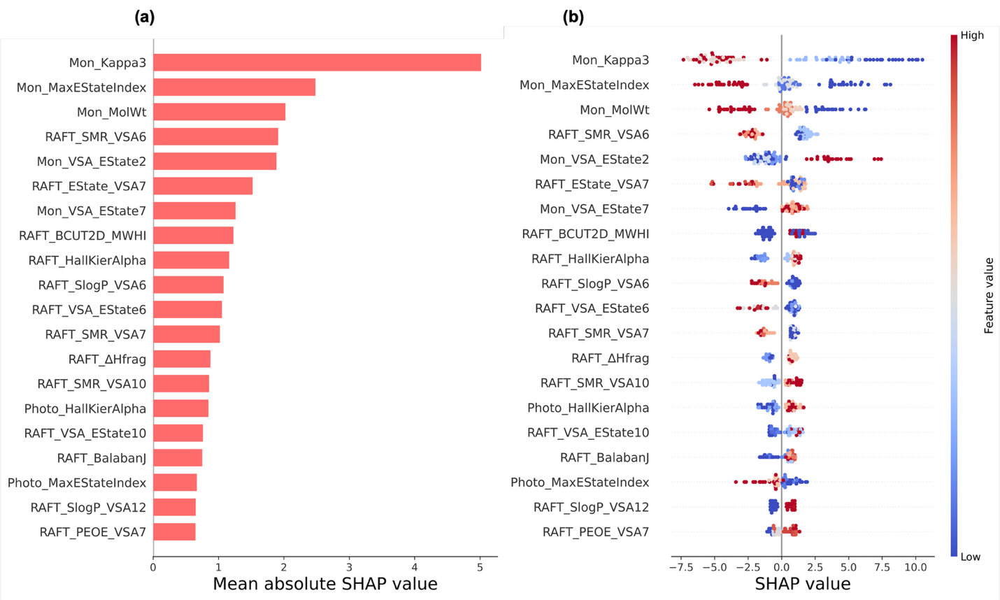 (a)
Mon_Kappa3
Mon_MaxEStateIndex
Mon_MolWt
RAFT_SMR_VSA6
Mon_VSA_EState2
RAFT_EState_VSA7
Mon_VSA_EState7
RAFT_BCUT2D_MWHI
RAFT_HallKierAlpha
RAFT_SlogP_VSA6
RAFT_VSA_EState6
RAFT_SMR_VSA7
RAFT_ΔHfrag
RAFT_SMR_VSA10
Photo_HallKierAlpha
RAFT_VSA_EState10
RAFT_BalabanJ
Photo_MaxEStateIndex
RAFT_SlogP_VSA12
RAFT_PEOE_VSA7
0 1 2 3 4 5
Mean absolute SHAP value
(b)
Mon_Kappa3
Mon_MaxEStateIndex
Mon_MolWt
RAFT_SMR_VSA6
Mon_VSA_EState2
RAFT_EState_VSA7
Mon_VSA_EState7
RAFT_BCUT2D_MWHI
RAFT_HallKierAlpha
RAFT_SlogP_VSA6
RAFT_VSA_EState6
RAFT_SMR_VSA7
RAFT_ΔHfrag
RAFT_SMR_VSA10
Photo_HallKierAlpha
RAFT_VSA_EState10
RAFT_BalabanJ
Photo_MaxEStateIndex
RAFT_SlogP_VSA12
RAFT_PEOE_VSA7
−7.5 −5.0 −2.5 0.0 2.5 5.0 7.5 10.0
SHAP value
High
Feature value
Low